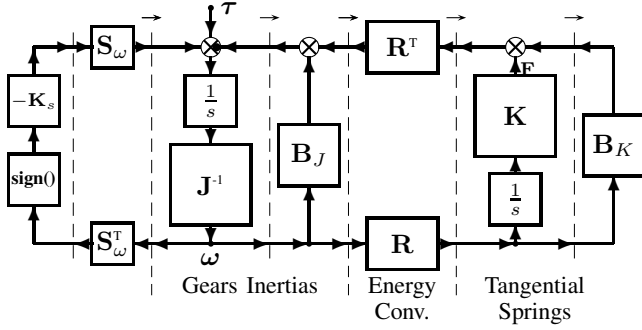 τ
S_ω
R^T
F
-K_s
1/s
K
B_J
B_K
sign()
J^-1
1/s
S_ω^T
R
ω
Gears Inertias
Energy
Conv.
Tangential
Springs